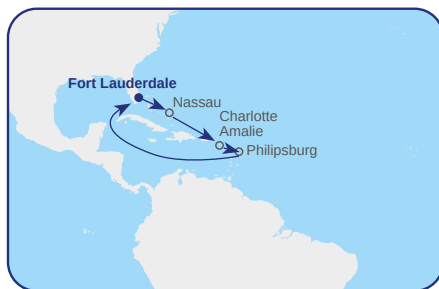 Fort Lauderdale
Nassau
Charlotte
Amalie
Philipsburg